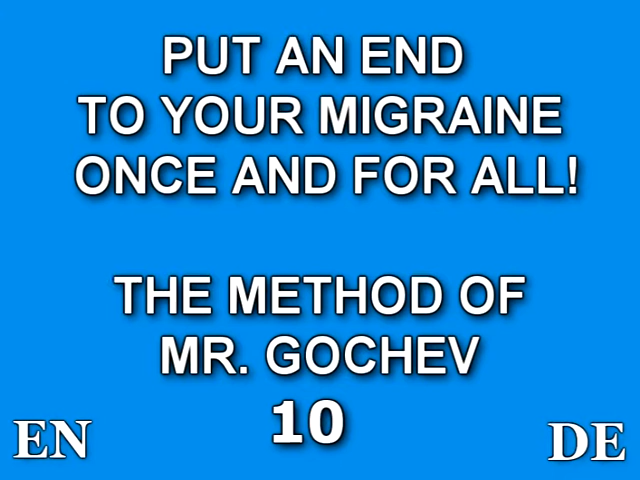 PUT AN END
TO YOUR MIGRAINE
ONCE AND FOR ALL!
THE METHOD OF
MR. GOCHEV
10
EN
DE